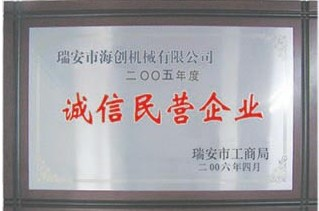 瑞安市海创机械有限公司
二〇〇五年度
诚信民营企业
瑞安市工商局
二〇〇六年四月